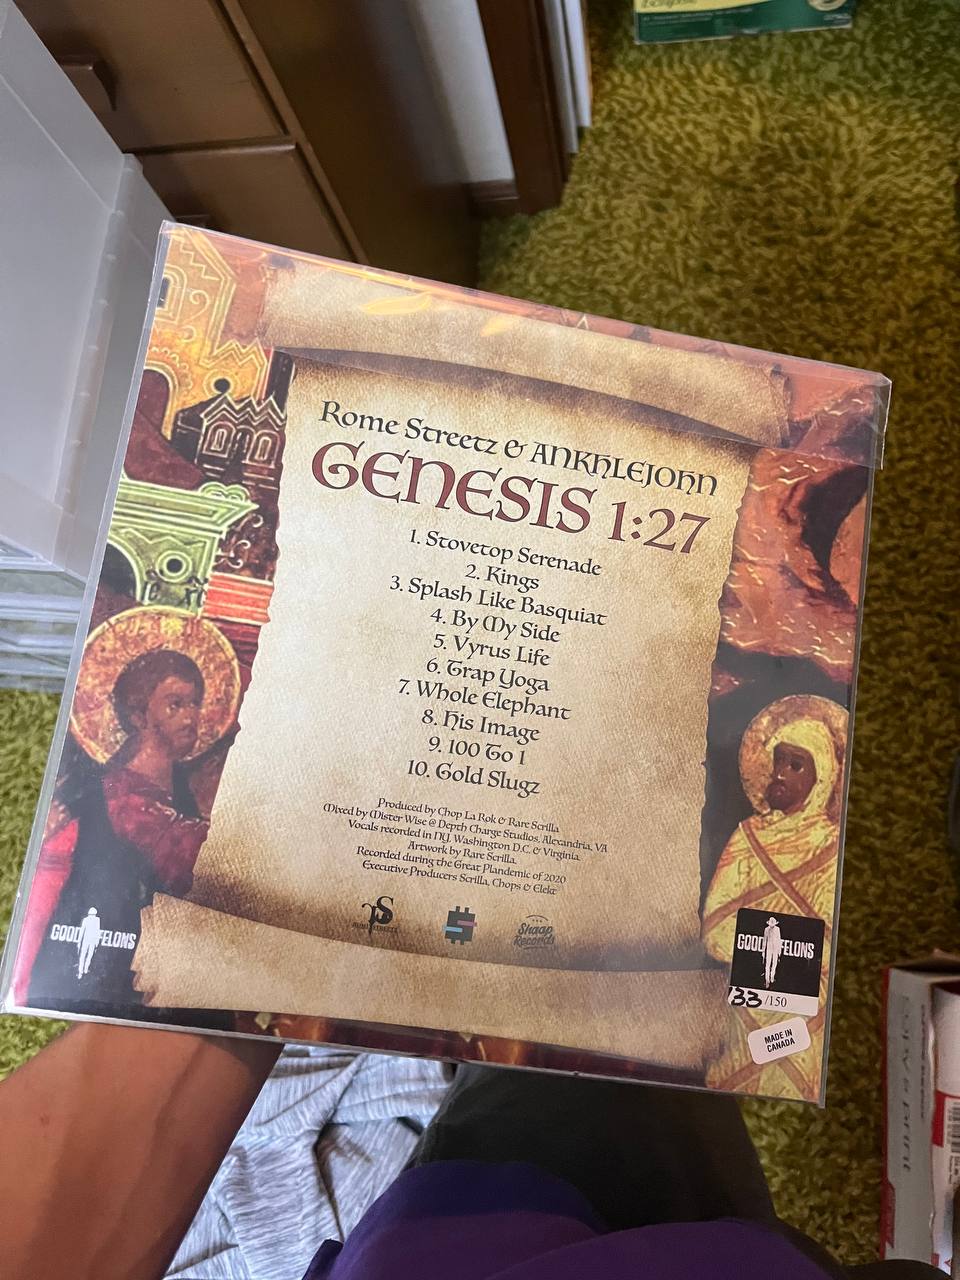 Rome Streetz & ANKHLEJOHN
GENESIS 1:27
1. Stovetop Serenade
2. Kings
3. Splash Like Basquiat
4. By My Side
5. Vyrus Life
6. Trap Yoga
7. Whole Elephant
8. His Image
9. 100 To 1
10. Gold Slugz
Produced by Chop La Rok & Rare Scrilla
Mixed by Mister Wise @ Depth Charge Studios, Alexandria, VA
Vocals recorded in NY, Washington D.C. & Virginia.
Artwork by Rare Scrilla.
Recorded during the Great Plandemic of 2020
Executive Producers Scrilla, Chops & Elekt
Shaap
Records
GOOD FELONS
GOOD FELONS
133 /150
MADE IN
CANADA